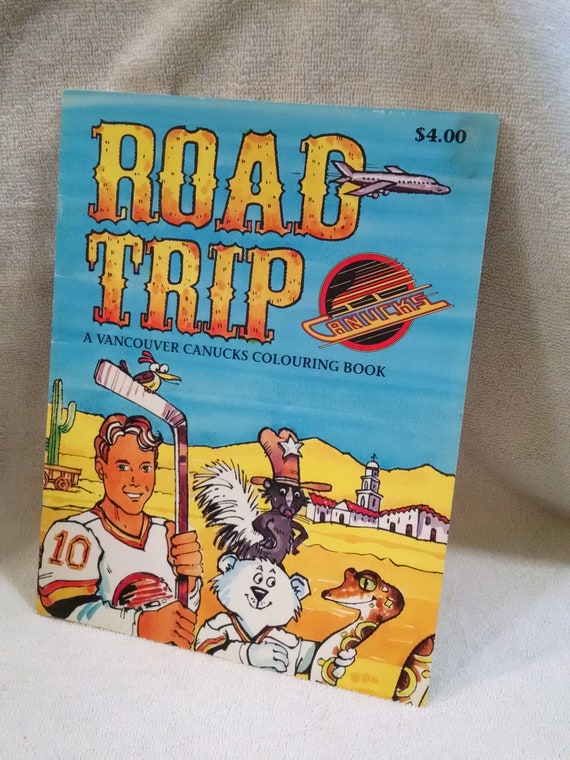 $4.00
ROAD
TRIP
CANUCKS
A VANCOUVER CANUCKS COLOURING BOOK
10